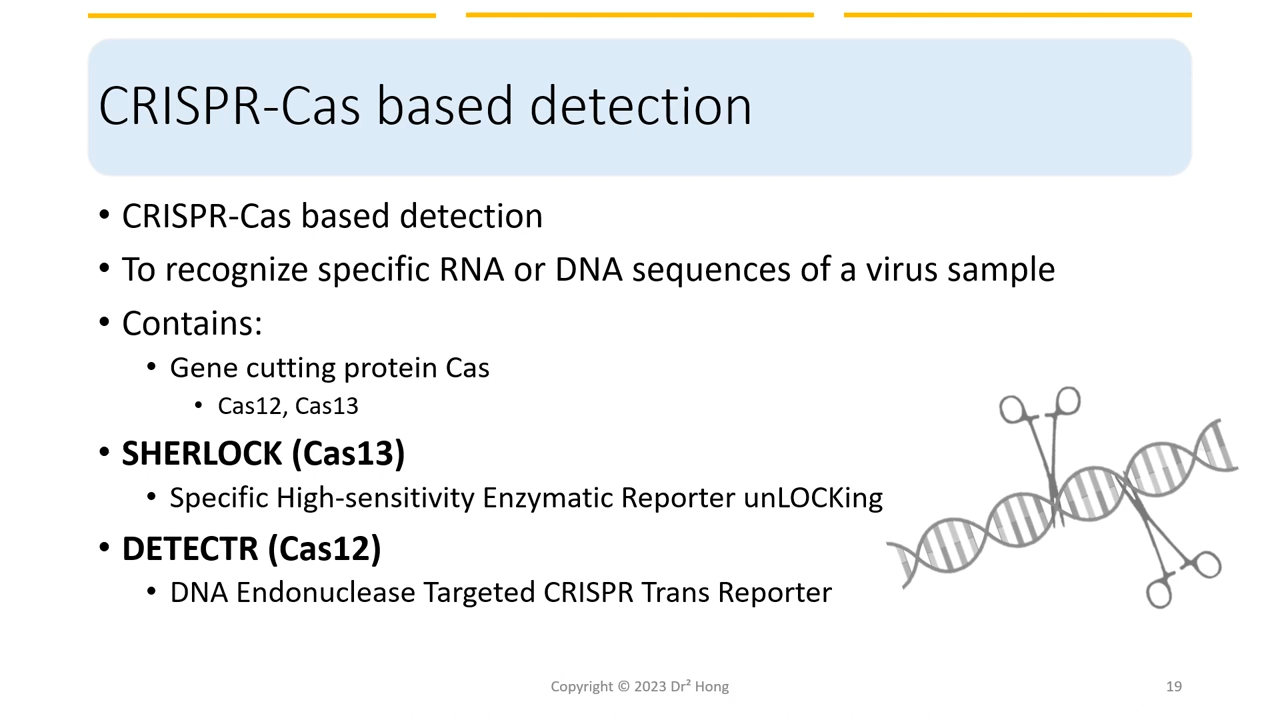 CRISPR-Cas based detection
• CRISPR-Cas based detection
• To recognize specific RNA or DNA sequences of a virus sample
• Contains:
• Gene cutting protein Cas
• Cas12, Cas13
• SHERLOCK (Cas13)
• Specific High-sensitivity Enzymatic Reporter unLOCKing
• DETECTR (Cas12)
• DNA Endonuclease Targeted CRISPR Trans Reporter
Copyright © 2023 Dr² Hong
19